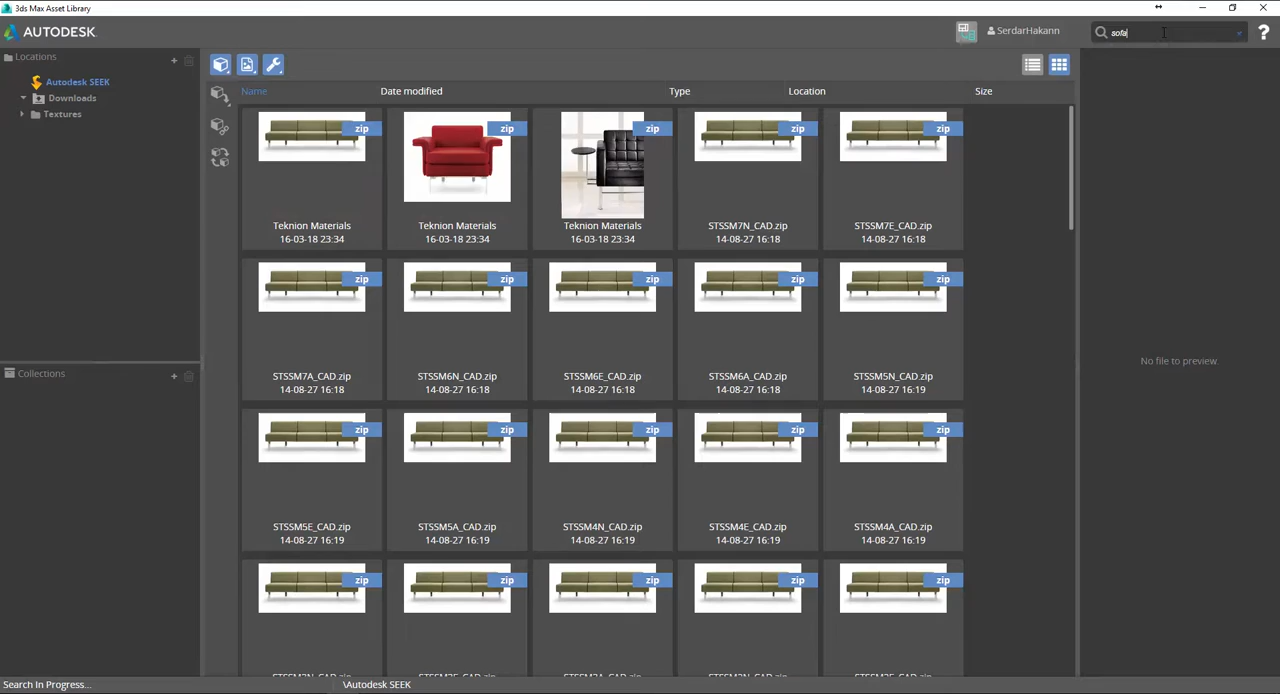 3ds Max Asset Library
AUTODESK
SerdarHakann
sofa
?
Locations
+
Autodesk SEEK
Downloads
Textures
Name Date modified Type Location Size
zip zip zip zip zip
Teknion Materials Teknion Materials Teknion Materials STSSM7N_CAD.zip STSSM7E_CAD.zip
16-03-18 23:34 16-03-18 23:34 16-03-18 23:34 14-08-27 16:18 14-08-27 16:18
zip zip zip zip zip
STSSM7A_CAD.zip STSSM6N_CAD.zip STSSM6E_CAD.zip STSSM6A_CAD.zip STSSM5N_CAD.zip
14-08-27 16:18 14-08-27 16:18 14-08-27 16:18 14-08-27 16:18 14-08-27 16:19
No file to preview.
Collections
+
zip zip zip zip zip
STSSM5E_CAD.zip STSSM5A_CAD.zip STSSM4N_CAD.zip STSSM4E_CAD.zip STSSM4A_CAD.zip
14-08-27 16:19 14-08-27 16:19 14-08-27 16:19 14-08-27 16:19 14-08-27 16:19
zip zip zip zip zip
Search In Progress... \Autodesk SEEK